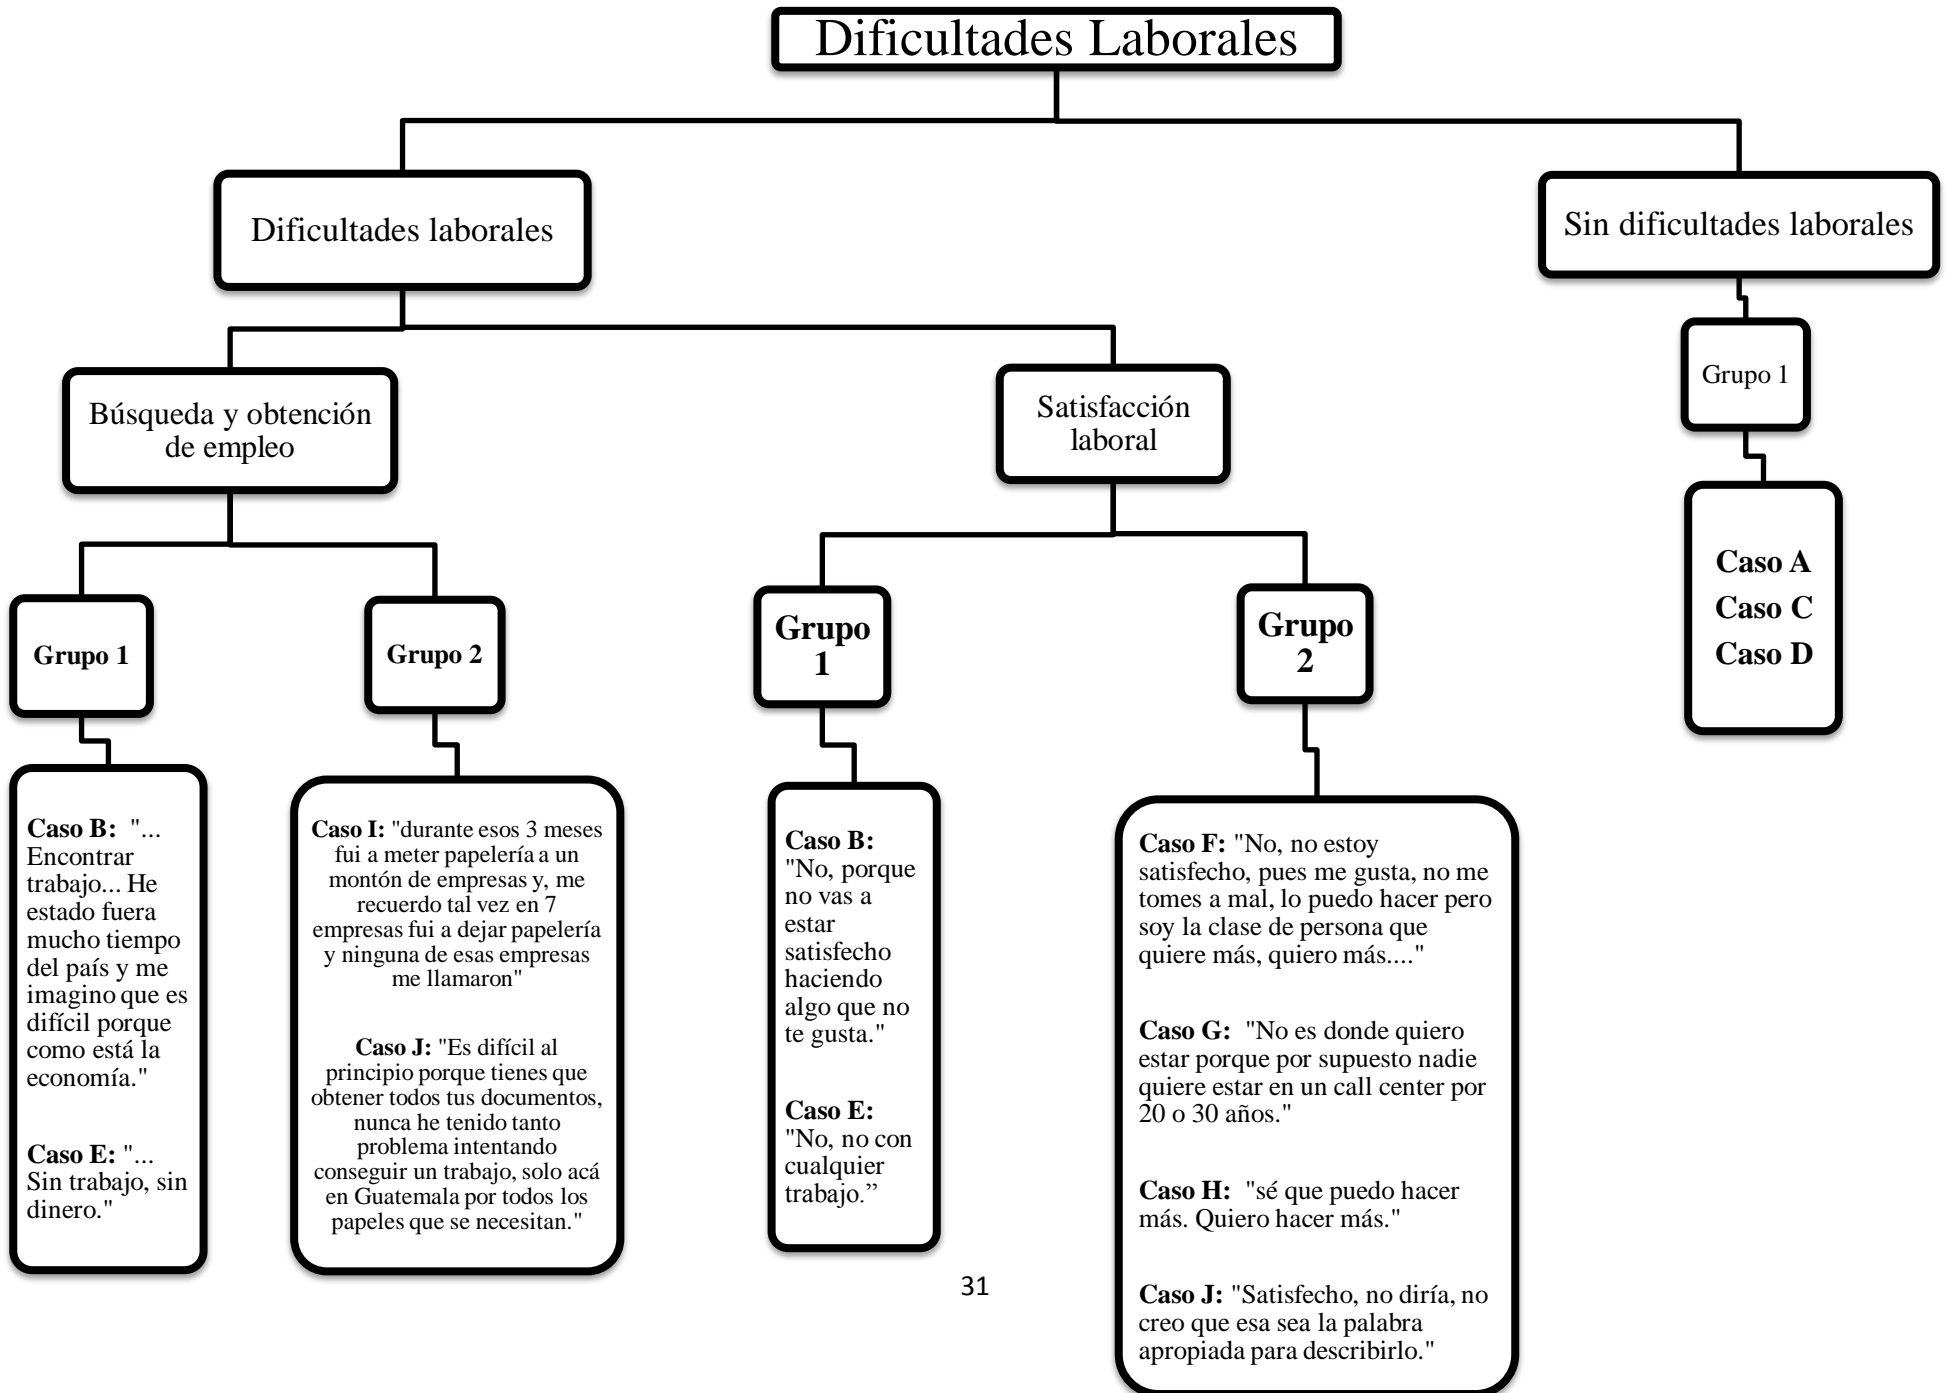 Dificultades Laborales
Dificultades laborales
Sin dificultades laborales
Búsqueda y obtención
de empleo
Satisfacción
laboral
Grupo 1
Grupo 1
Grupo 2
Grupo
1
Grupo
2
Caso A
Caso C
Caso D
Caso B: "...
Encontrar
trabajo... He
estado fuera
mucho tiempo
del país y me
imagino que es
difícil porque
como está la
economía."
Caso E: "...
Sin trabajo, sin
dinero."
Caso I: "durante esos 3 meses
fui a meter papelería a un
montón de empresas y, me
recuerdo tal vez en 7
empresas fui a dejar papelería
y ninguna de esas empresas
me llamaron"
Caso J: "Es difícil al
principio porque tienes que
obtener todos tus documentos,
nunca he tenido tanto
problema intentando
conseguir un trabajo, solo acá
en Guatemala por todos los
papeles que se necesitan."
Caso B:
"No, porque
no vas a
estar
satisfecho
haciendo
algo que no
te gusta."
Caso E:
"No, no con
cualquier
trabajo.”
Caso F: "No, no estoy
satisfecho, pues me gusta, no me
tomes a mal, lo puedo hacer pero
soy la clase de persona que
quiere más, quiero más...."
Caso G: "No es donde quiero
estar porque por supuesto nadie
quiere estar en un call center por
20 o 30 años."
Caso H: "sé que puedo hacer
más. Quiero hacer más."
Caso J: "Satisfecho, no diría, no
creo que esa sea la palabra
apropiada para describirlo."
31